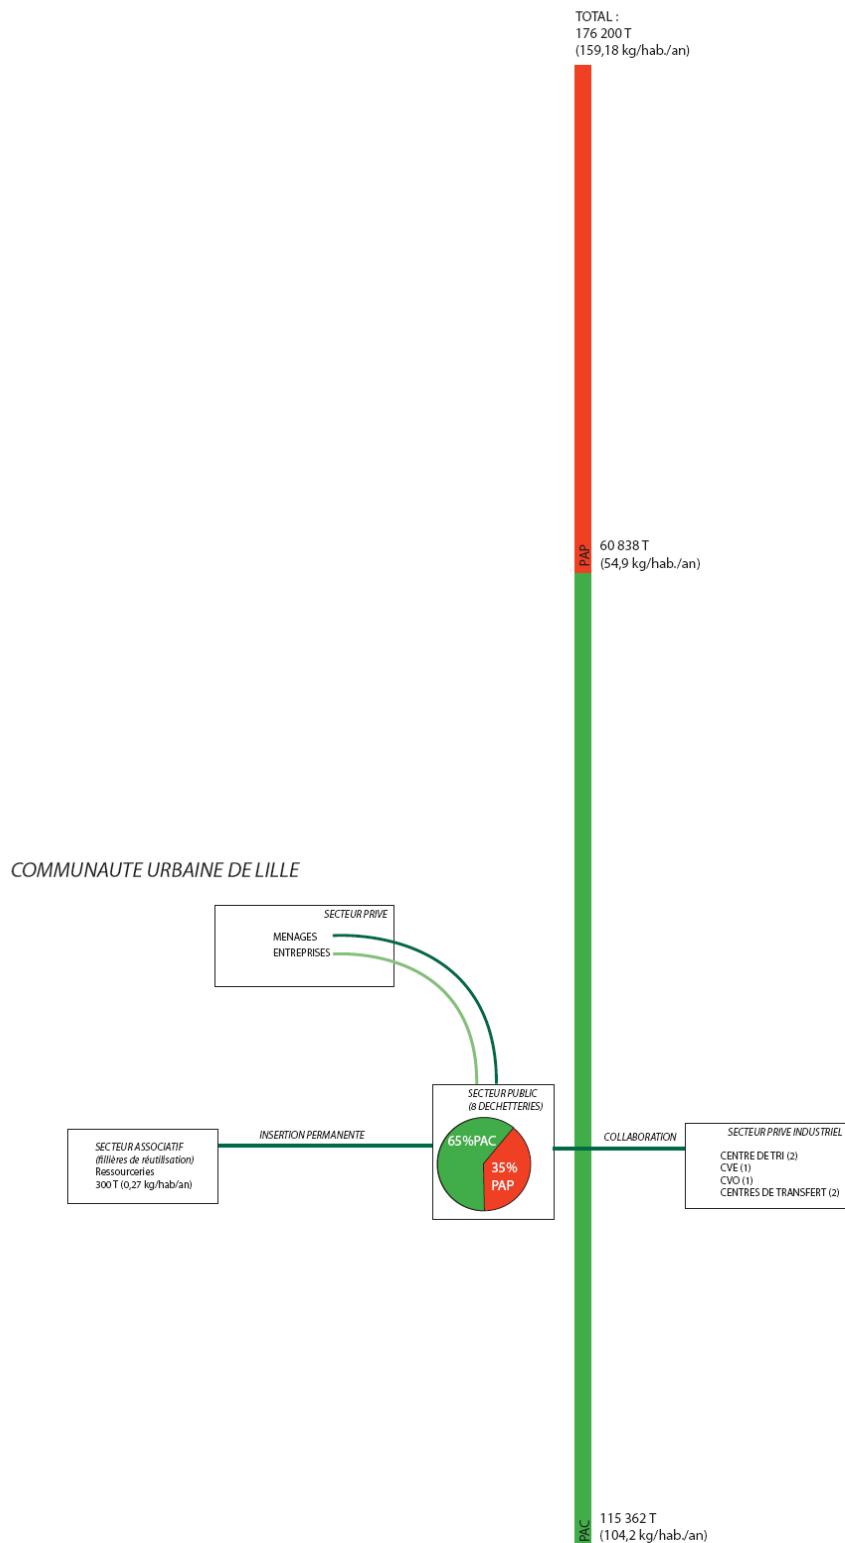 TOTAL :
176 200 T
(159,18 kg/hab./an)
PAP
60 838 T
(54,9 kg/hab./an)
COMMUNAUTE URBAINE DE LILLE
SECTEUR PRIVE
MENAGES
ENTREPRISES
SECTEUR PUBLIC
(8 DECHETTERIES)
65%PAC
35%
PAP
INSERTION PERMANENTE
SECTEUR ASSOCIATIF
(fillières de réutilisation)
Ressourceries
300 T (0,27 kg/hab/an)
COLLABORATION
SECTEUR PRIVE INDUSTRIEL
CENTRE DE TRI (2)
CVE (1)
CVO (1)
CENTRES DE TRANSFERT (2)
PAC
115 362 T
(104,2 kg/hab./an)